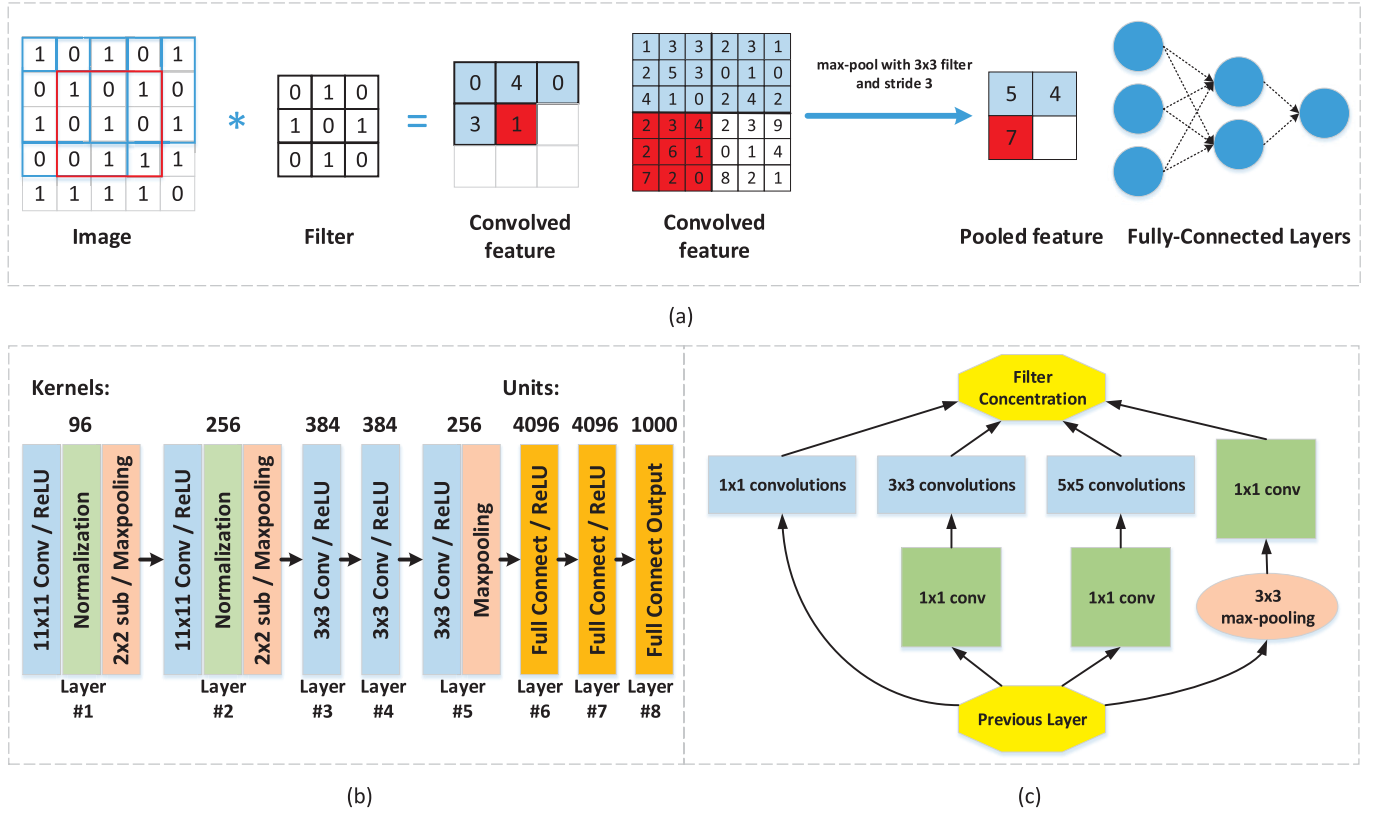 1 0 1 0 1
0 1 0 1 0
1 0 1 0 1
0 0 1 1 1
1 1 1 1 0
Image
*
0 1 0
1 0 1
0 1 0
Filter
=
0 4 0
3 1
Convolved
feature
1 3 3 2 3 1
2 5 3 0 1 0
4 1 0 2 4 2
2 3 4 2 3 9
2 6 1 0 1 4
7 2 0 8 2 1
Convolved
feature
max-pool with 3x3 filter
and stride 3
5 4
7
Pooled feature
Fully-Connected Layers
(a)
Kernels:
Units:
96
256
384
384
256
4096
4096
1000
11x11 Conv / ReLU
Normalization
2x2 sub / Maxpooling
11x11 Conv / ReLU
Normalization
2x2 sub / Maxpooling
3x3 Conv / ReLU
3x3 Conv / ReLU
3x3 Conv / ReLU
Maxpooling
Full Connect / ReLU
Full Connect / ReLU
Full Connect Output
Layer
#1
Layer
#2
Layer
#3
Layer
#4
Layer
#5
Layer
#6
Layer
#7
Layer
#8
(b)
Filter
Concentration
1x1 convolutions
3x3 convolutions
5x5 convolutions
1x1 conv
1x1 conv
1x1 conv
3x3
max-pooling
Previous Layer
(c)